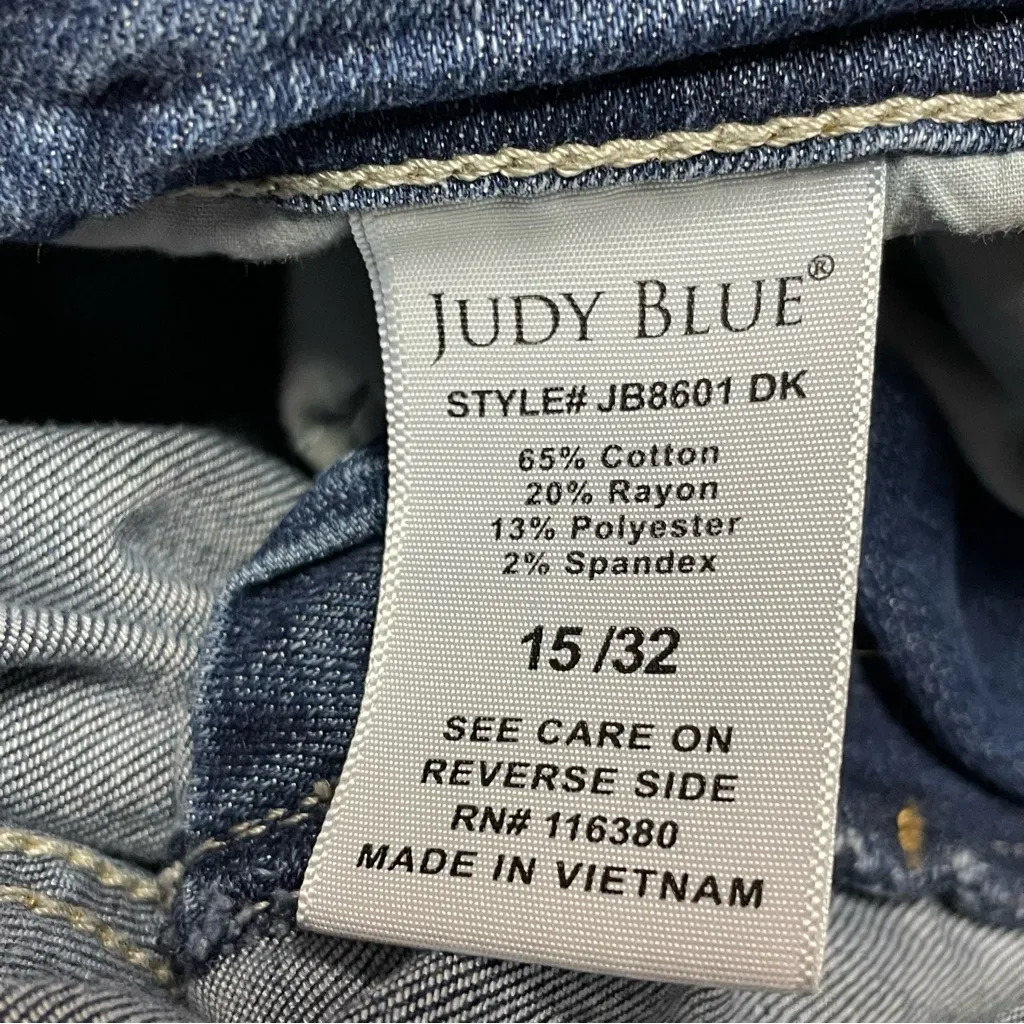 JUDY BLUE®
STYLE# JB8601 DK
65% Cotton
20% Rayon
13% Polyester
2% Spandex
15 /32
SEE CARE ON
REVERSE SIDE
RN# 116380
MADE IN VIETNAM